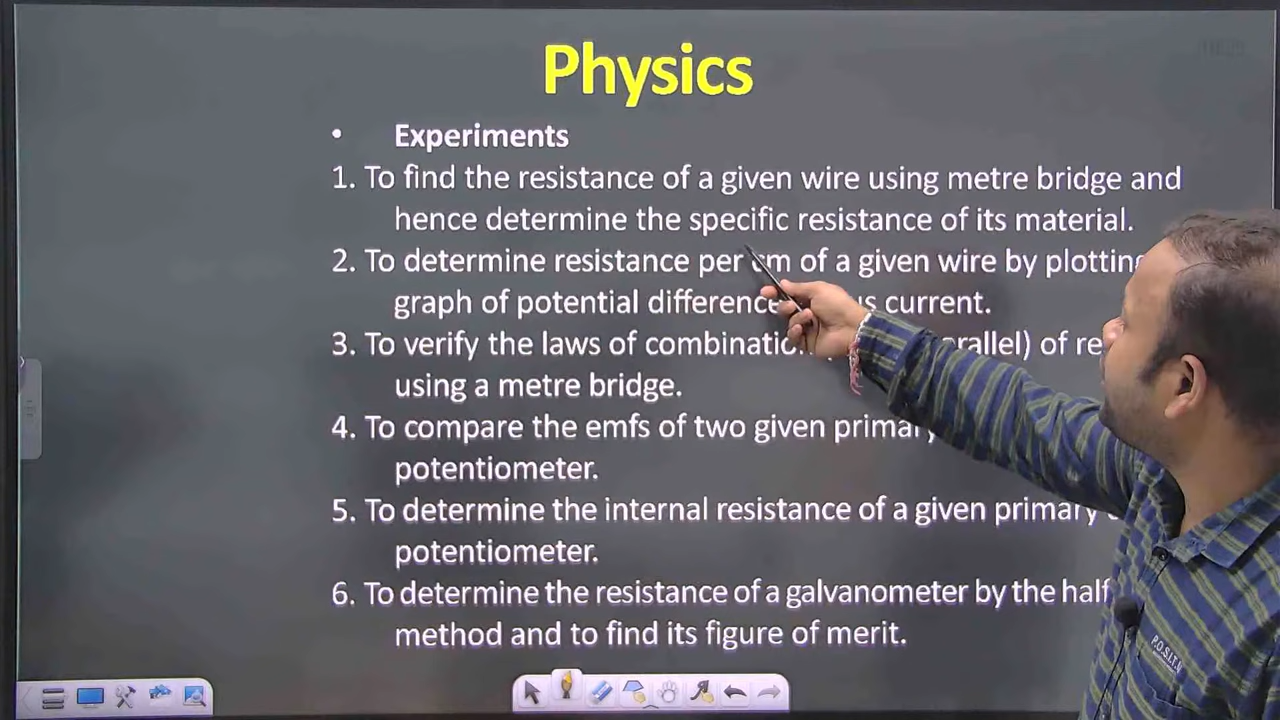 Physics
• Experiments
1. To find the resistance of a given wire using metre bridge and
hence determine the specific resistance of its material.
2. To determine resistance per cm of a given wire by plotting
graph of potential difference current.
3. To verify the laws of combination of
using a metre bridge.
4. To compare the emfs of two given primary
potentiometer.
5. To determine the internal resistance of a given primary
potentiometer.
6. To determine the resistance of a galvanometer by the half
method and to find its figure of merit.